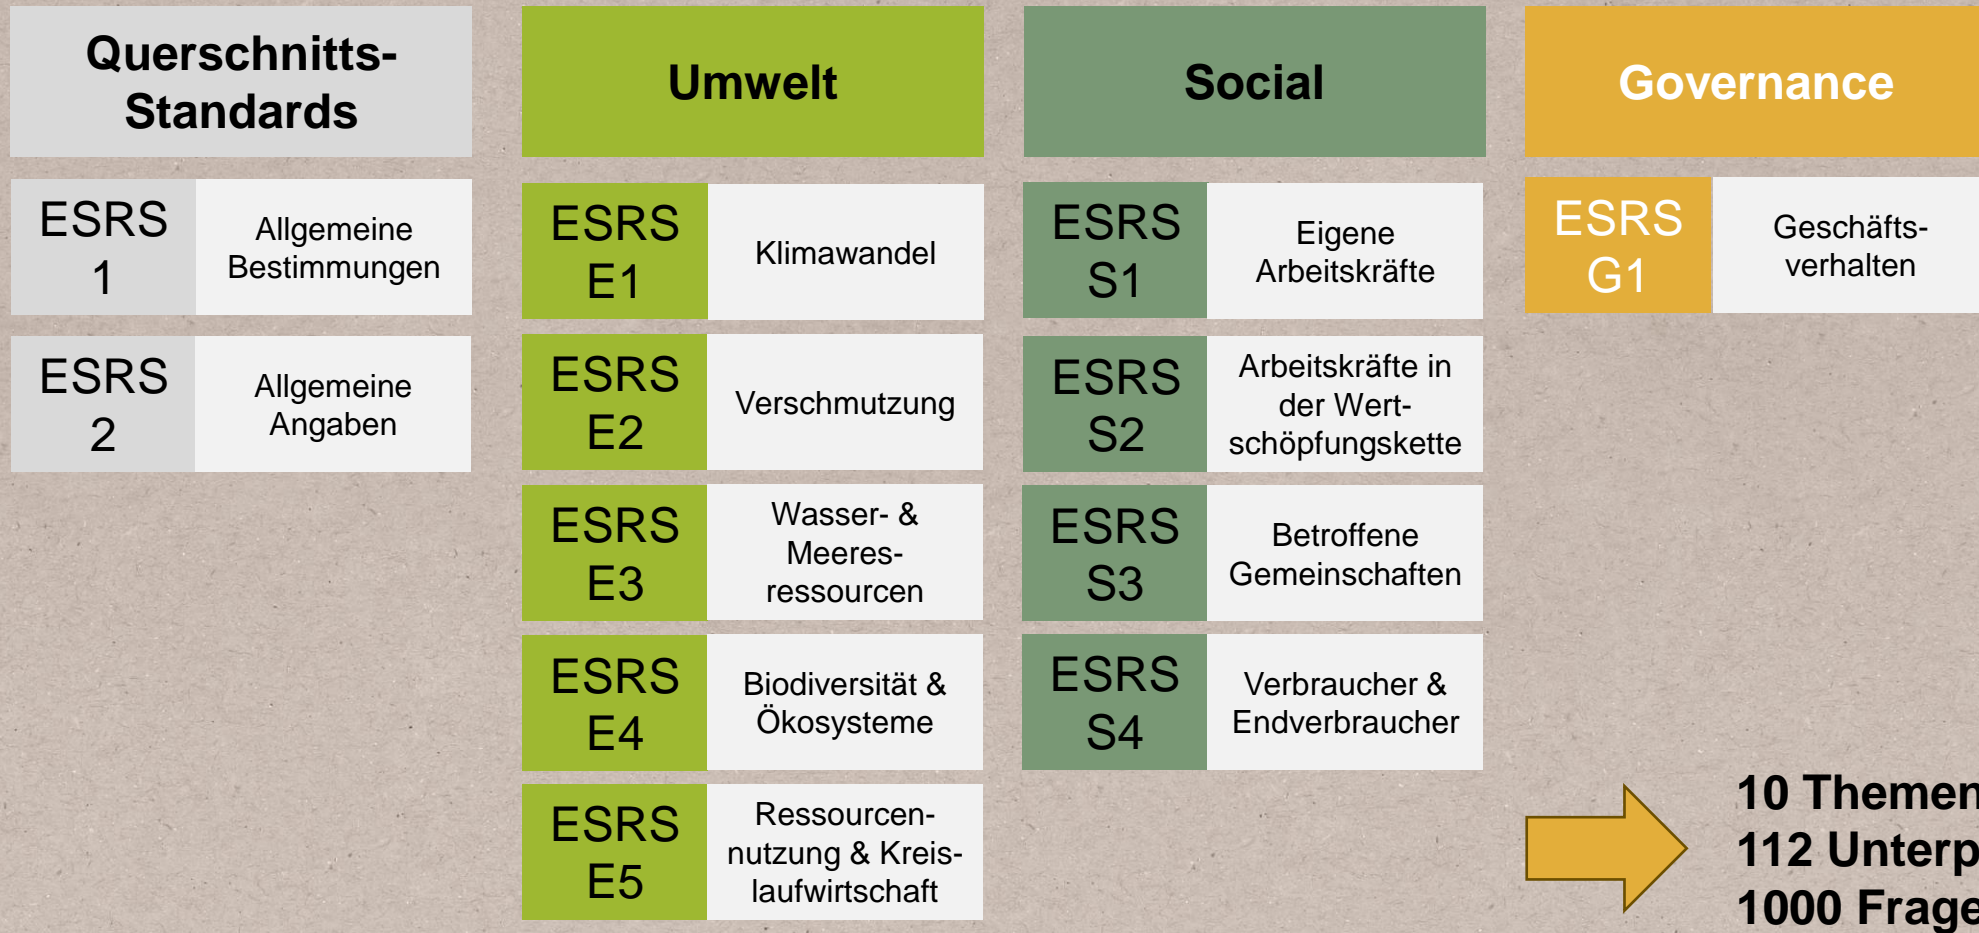 Querschnitts-
Standards
ESRS
1
Allgemeine
Bestimmungen
ESRS
2
Allgemeine
Angaben
Umwelt
ESRS
E1
Klimawandel
ESRS
E2
Verschmutzung
ESRS
E3
Wasser- &
Meeres-
ressourcen
ESRS
E4
Biodiversität &
Ökosysteme
ESRS
E5
Ressourcen-
nutzung & Kreis-
laufwirtschaft
Social
ESRS
S1
Eigene
Arbeitskräfte
ESRS
S2
Arbeitskräfte in
der Wert-
schöpfungskette
ESRS
S3
Betroffene
Gemeinschaften
ESRS
S4
Verbraucher &
Endverbraucher
Governance
ESRS
G1
Geschäfts-
verhalten
10 Themen
112
1000